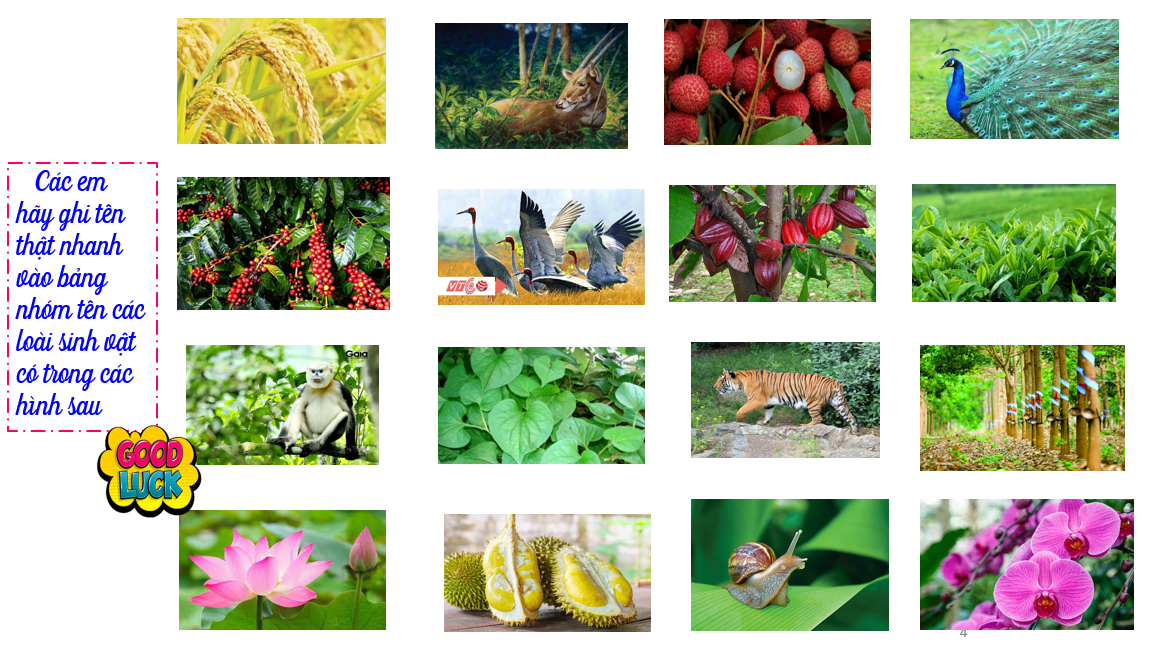 Các em
hãy ghi tên
thật nhanh
vào bảng
nhóm tên các
loài sinh vật
có trong các
hình sau
VTC
Gaia
GOOD
LUCK
4